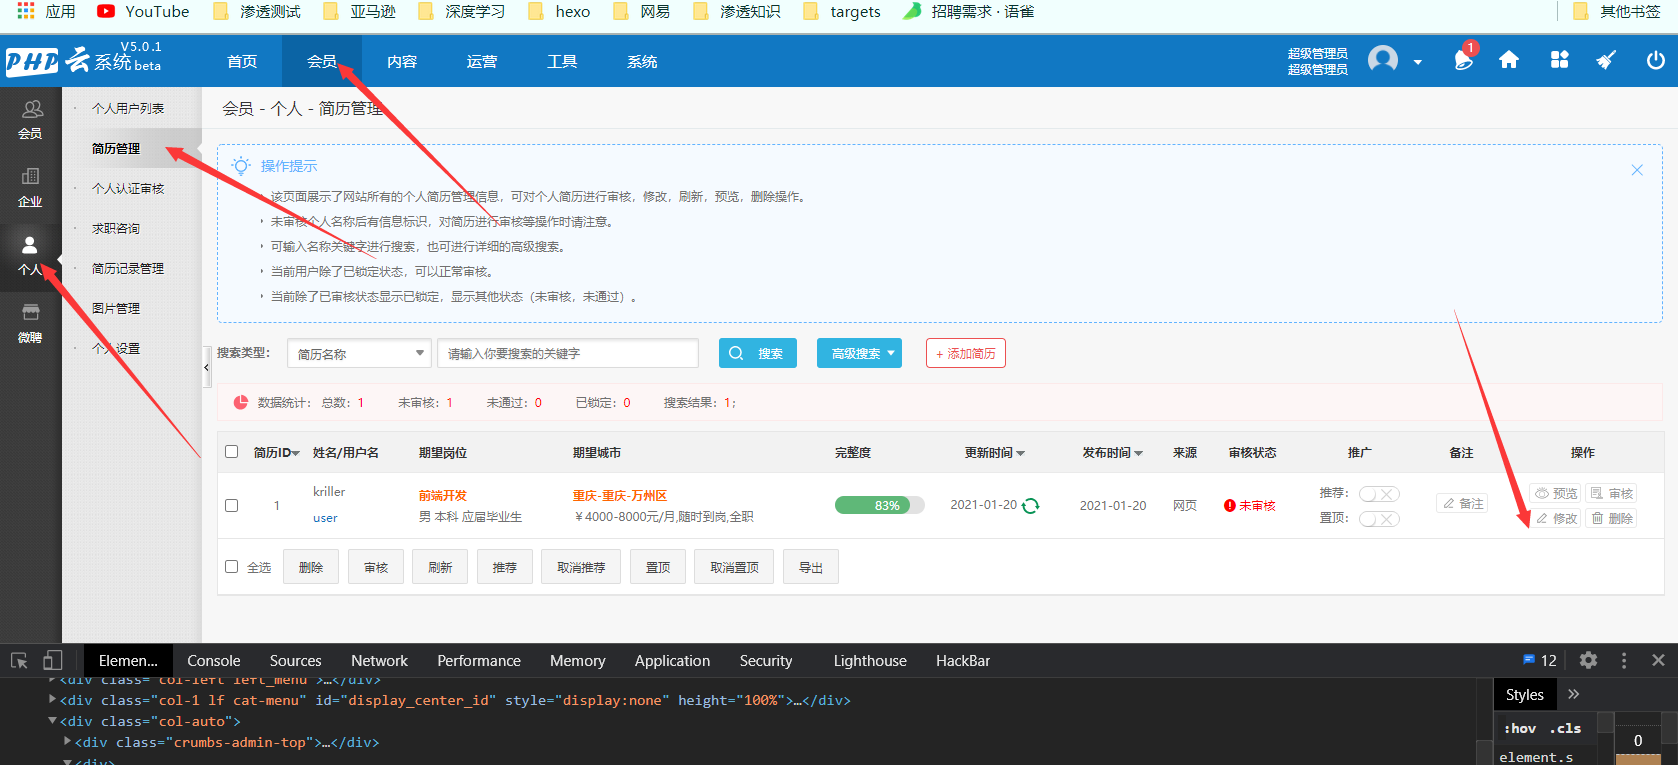 应用 YouTube 渗透测试 亚马逊 深度学习 hexo 网易 渗透知识 targets 招聘需求 · 语雀 其他书签
PHP 云 系统 V5.0.1 beta
首页 会员 内容 运营 工具 系统
超级管理员
超级管理员
1
会员
企业
个人
微聘
个人用户列表
简历管理
个人认证审核
求职咨询
简历记录管理
图片管理
个人设置
会员 - 个人 - 简历管理
操作提示
该页面展示了网站所有的个人简历管理信息，可对个人简历进行审核，修改，刷新，预览，删除操作。
未审核个人名称后有信息标识，对简历进行审核等操作时请注意。
可输入名称关键字进行搜索，也可进行详细的高级搜索。
当前用户除了已锁定状态，可以正常审核。
当前除了已审核状态显示已锁定，显示其他状态（未审核，未通过）。
搜索类型： 简历名称 请输入你要搜索的关键字 搜索 高级搜索 + 添加简历
数据统计： 总数：1 未审核：1 未通过：0 已锁定：0 搜索结果：1；
简历ID 姓名/用户名 期望岗位 期望城市 完整度 更新时间 发布时间 来源 审核状态 推广 备注 操作
1 kriller 前端开发 重庆-重庆-万州区 83% 2021-01-20 2021-01-20 网页 未审核 推荐： 备注 预览 审核
user 男 本科 应届毕业生 ￥4000-8000元/月,随时到岗,全职 置顶： 修改 删除
全选 删除 审核 刷新 推荐 取消推荐 置顶 取消置顶 导出
Elemen... Console Sources Network Performance Memory Application Security Lighthouse HackBar 12
<div class="col-left left_menu">…</div>
<div class="col-1 lf cat-menu" id="display_center_id" style="display:none" height="100%">…</div>
<div class="col-auto">
<div class="crumbs-admin-top">…</div>
<div>
Styles
:hov .cls
element.s
0